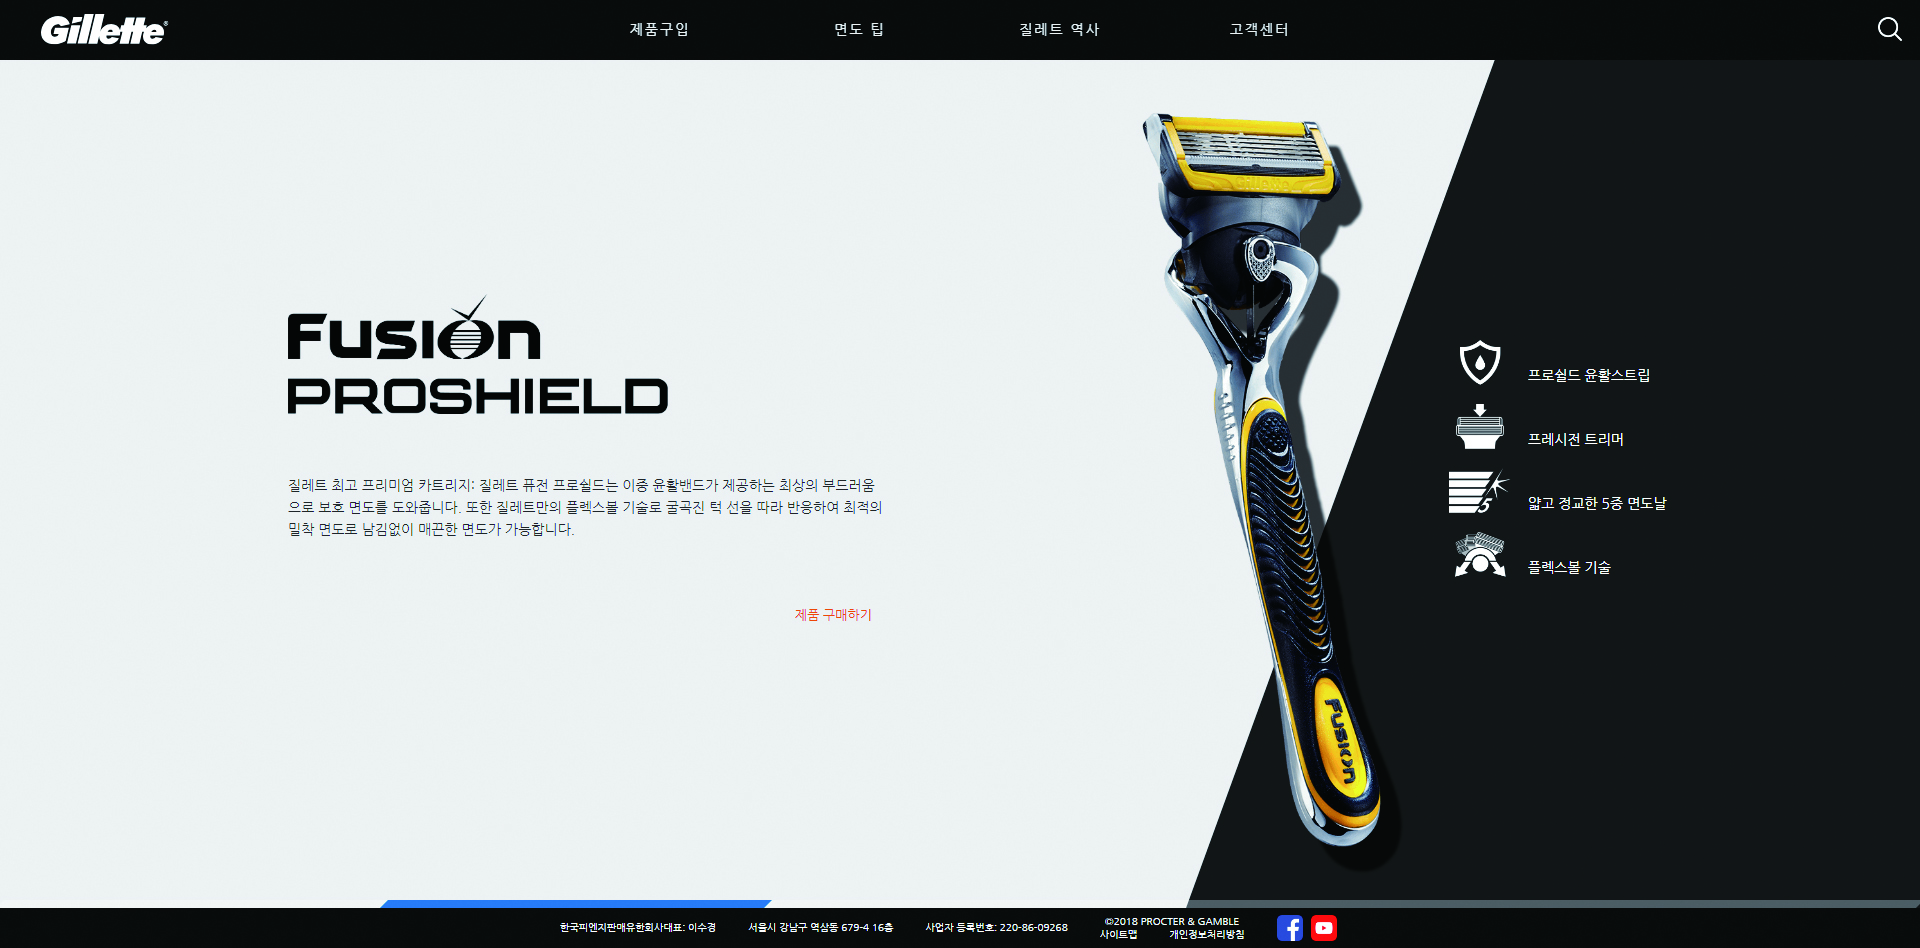 Gillette®
제품구입
면도 팁
질레트 역사
고객센터
Gillette
Fusion
PROSHIELD
질레트 최고 프리미엄 카트리지: 질레트 퓨전 프로쉴드는 이중 윤활밴드가 제공하는 최상의 부드러움
으로 보호 면도를 도와줍니다. 또한 질레트만의 플렉스볼 기술로 굴곡진 턱 선을 따라 반응하여 최적의
밀착 면도로 남김없이 매끈한 면도가 가능합니다.
제품 구매하기
프로쉴드 윤활스트립
프레시전 트리머
5
얇고 정교한 5중 면도날
플렉스볼 기술
FUSION
한국피엔지판매유한회사대표: 이수경
서울시 강남구 역삼동 679-4 16층
사업자 등록번호: 220-86-09268
©2018 PROCTER & GAMBLE
사이트맵
개인정보처리방침